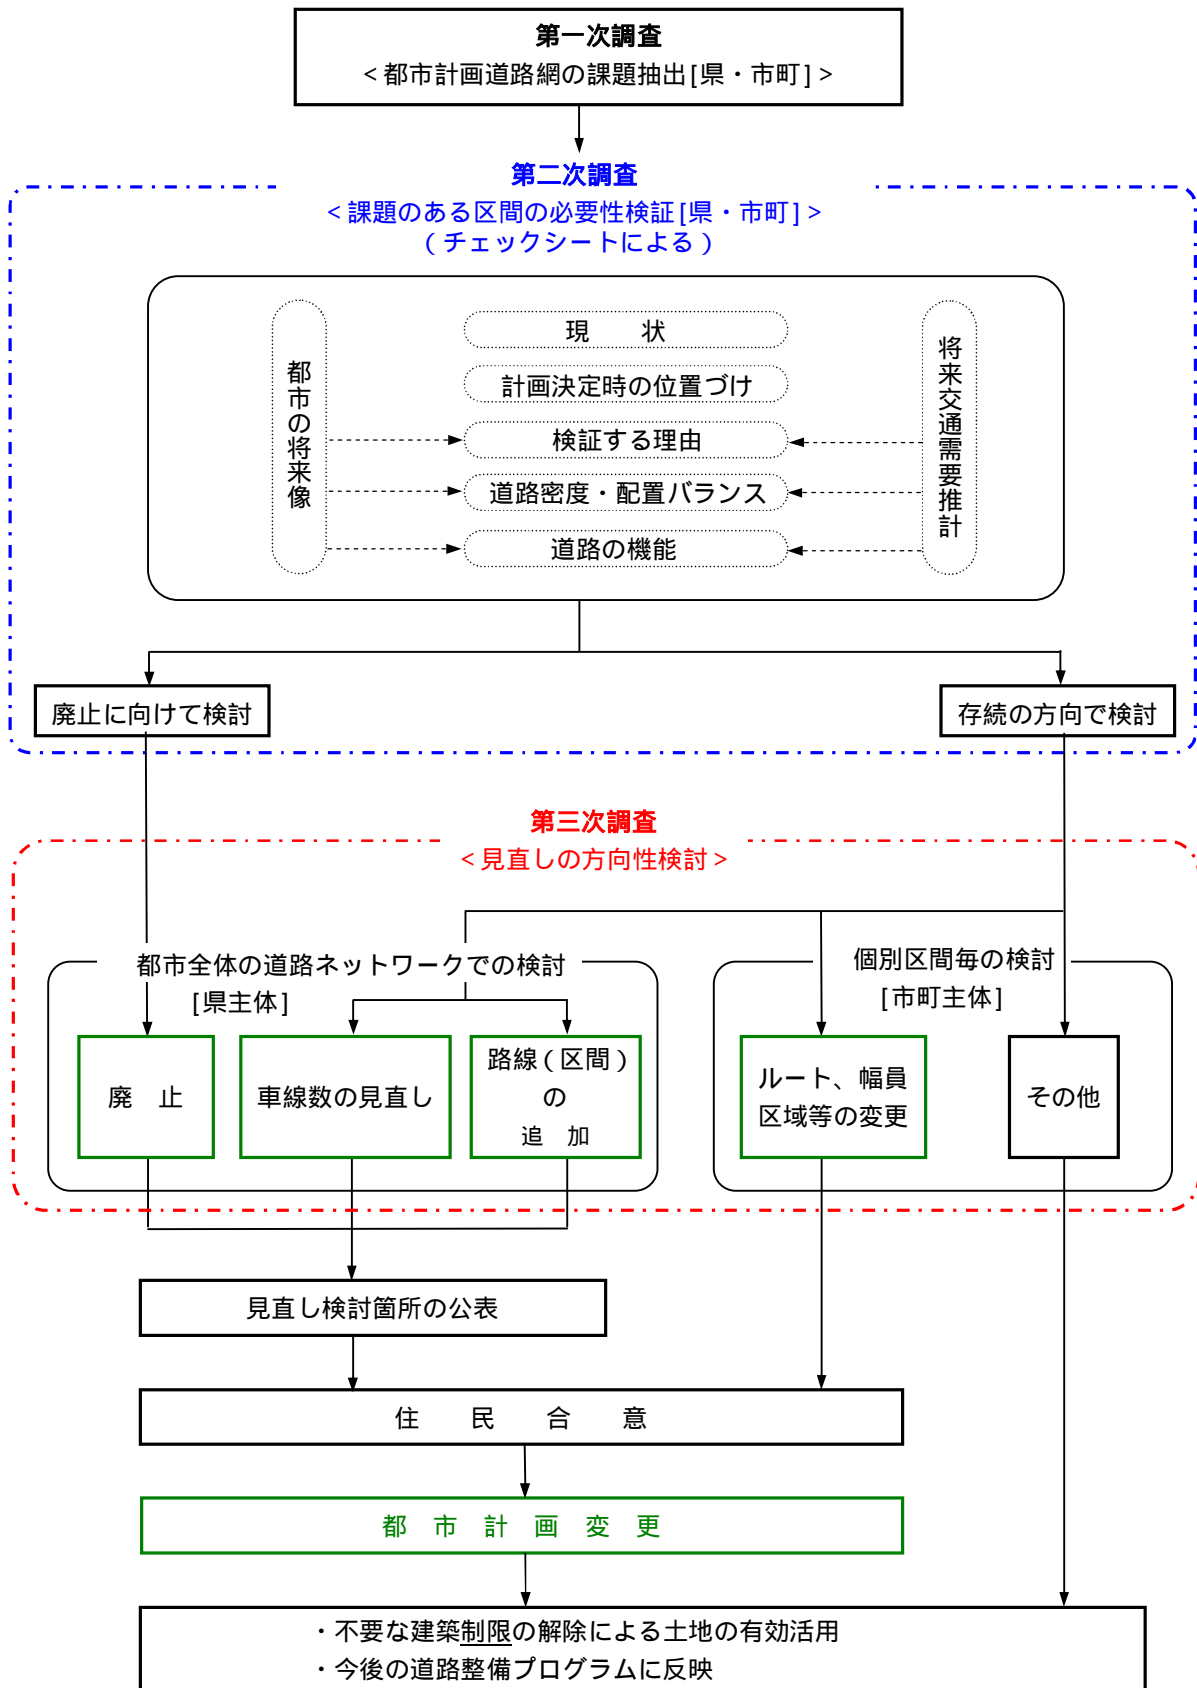 第一次調査
＜都市計画道路網の課題抽出[県・市町]＞
第二次調査
＜課題のある区間の必要性検証[県・市町]＞
（チェックシートによる）
都市の将来像
現　状
計画決定時の位置づけ
検証する理由
道路密度・配置バランス
道路の機能
将来交通需要推計
廃止に向けて検討
存続の方向で検討
第三次調査
＜見直しの方向性検討＞
都市全体の道路ネットワークでの検討
[県主体]
個別区間毎の検討
[市町主体]
廃　止
車線数の見直し
路線（区間）
の
追　加
ルート、幅員
区域等の変更
その他
見直し検討箇所の公表
住　民　合　意
都　市　計　画　変　更
・不要な建築制限の解除による土地の有効活用
・今後の道路整備プログラムに反映